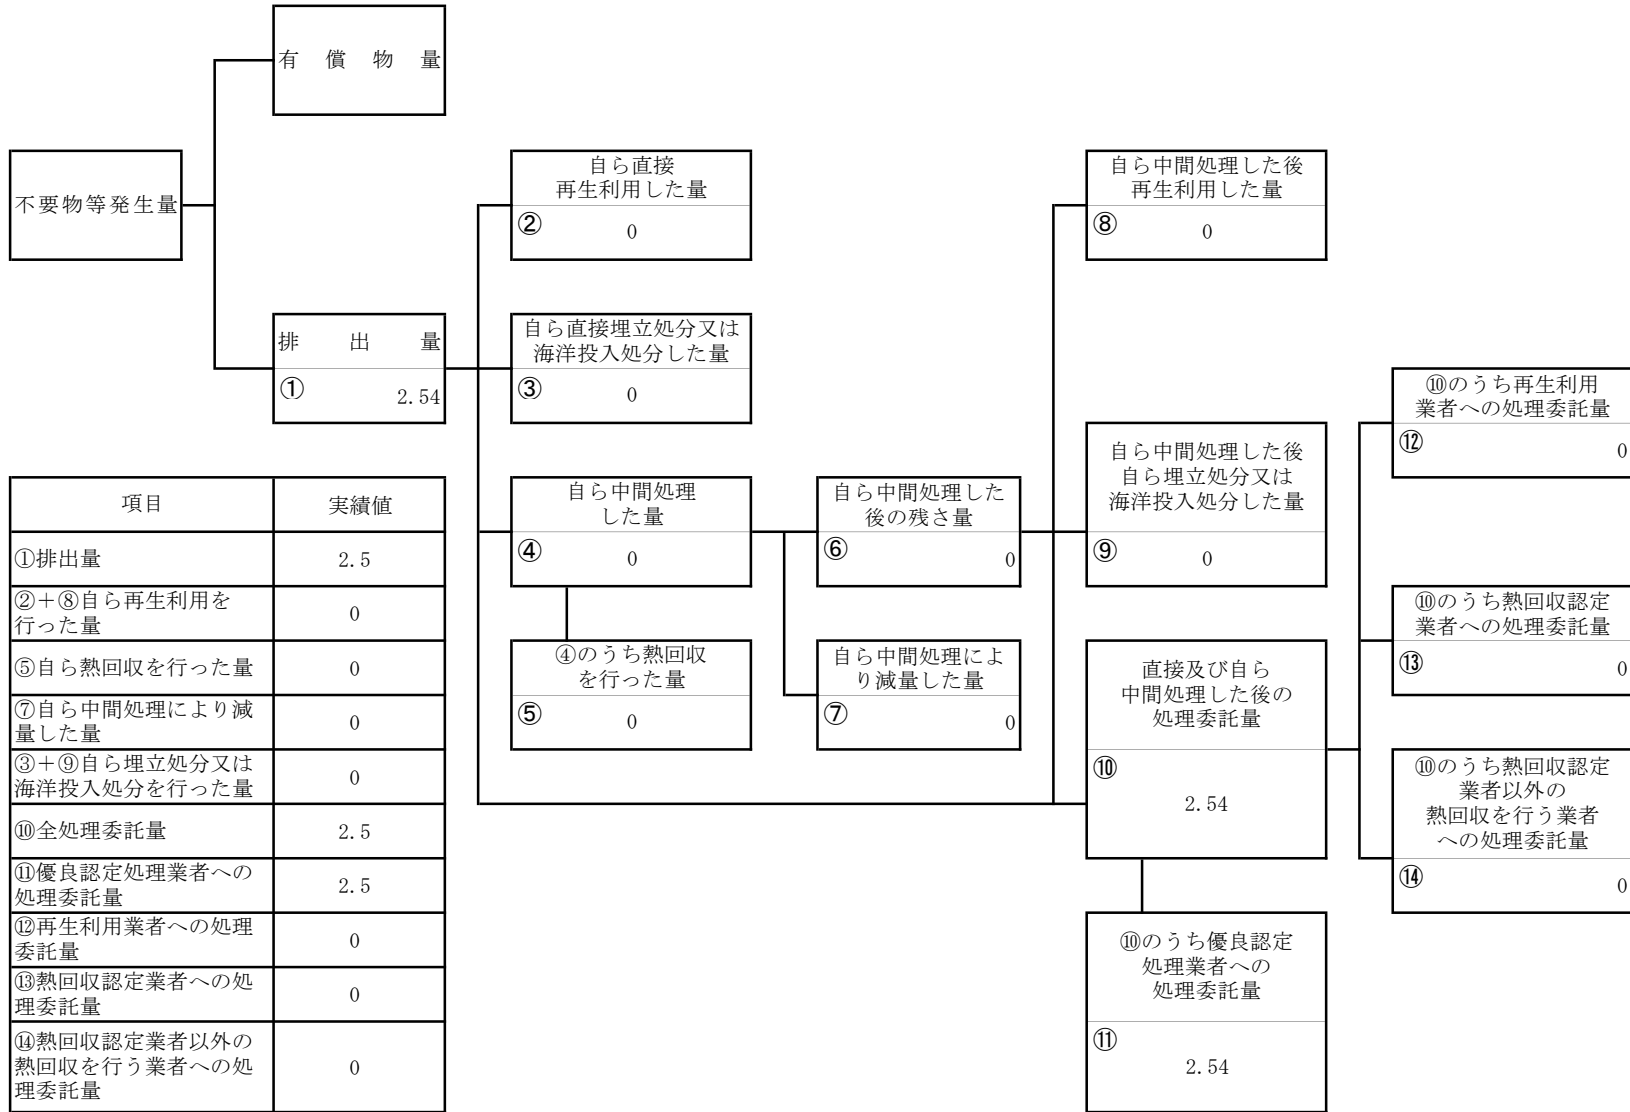 有償物量
不要物等発生量
自ら直接
再生利用した量
② 0
自ら中間処理した後
再生利用した量
⑧ 0
排出量
① 2.54
自ら直接埋立処分又は
海洋投入処分した量
③ 0
⑩のうち再生利用
業者への処理委託量
⑫ 0
自ら中間処理した後
自ら埋立処分又は
海洋投入処分した量
⑨ 0
自ら中間処理
した量
④ 0
自ら中間処理した
後の残さ量
⑥ 0
⑩のうち熱回収認定
業者への処理委託量
⑬ 0
④のうち熱回収
を行った量
⑤ 0
自ら中間処理によ
り減量した量
⑦ 0
直接及び自ら
中間処理した後の
処理委託量
⑩
2.54
⑩のうち熱回収認定
業者以外の
熱回収を行う業者
への処理委託量
⑭ 0
⑩のうち優良認定
処理業者への
処理委託量
⑪
2.54
項目 実績値
①排出量 2.5
②+⑧自ら再生利用を
行った量 0
⑤自ら熱回収を行った量 0
⑦自ら中間処理により減
量した量 0
③+⑨自ら埋立処分又は
海洋投入処分を行った量 0
⑩全処理委託量 2.5
⑪優良認定処理業者への
処理委託量 2.5
⑫再生利用業者への処理
委託量 0
⑬熱回収認定業者への処
理委託量 0
⑭熱回収認定業者以外の
熱回収を行う業者への処
理委託量 0